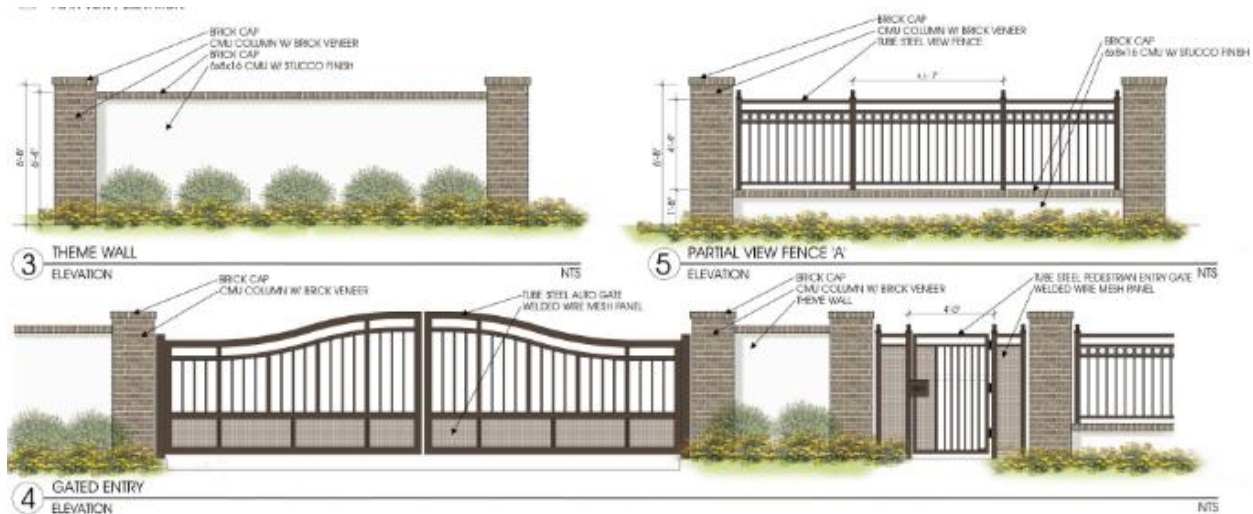 BRICK CAP
CMU COLUMN W/ BRICK VENEER
BRICK CAP
6x8x16 CMU W/ STUCCO FINISH
6'-8"
6'-4"
3 THEME WALL
ELEVATION NTS
BRICK CAP
CMU COLUMN W/ BRICK VENEER
TUBE STEEL VIEW FENCE
BRICK CAP
6x8x16 CMU W/ STUCCO FINISH
+/- 7'
6'-8"
1'-8"
5 PARTIAL VIEW FENCE 'A'
ELEVATION NTS
BRICK CAP
CMU COLUMN W/ BRICK VENEER
TUBE STEEL AUTO GATE
WELDED WIRE MESH PANEL
BRICK CAP
CMU COLUMN W/ BRICK VENEER
THEME WALL
4'-0"
TUBE STEEL PEDESTRIAN ENTRY GATE
WELDED WIRE MESH PANEL
4 GATED ENTRY
ELEVATION NTS